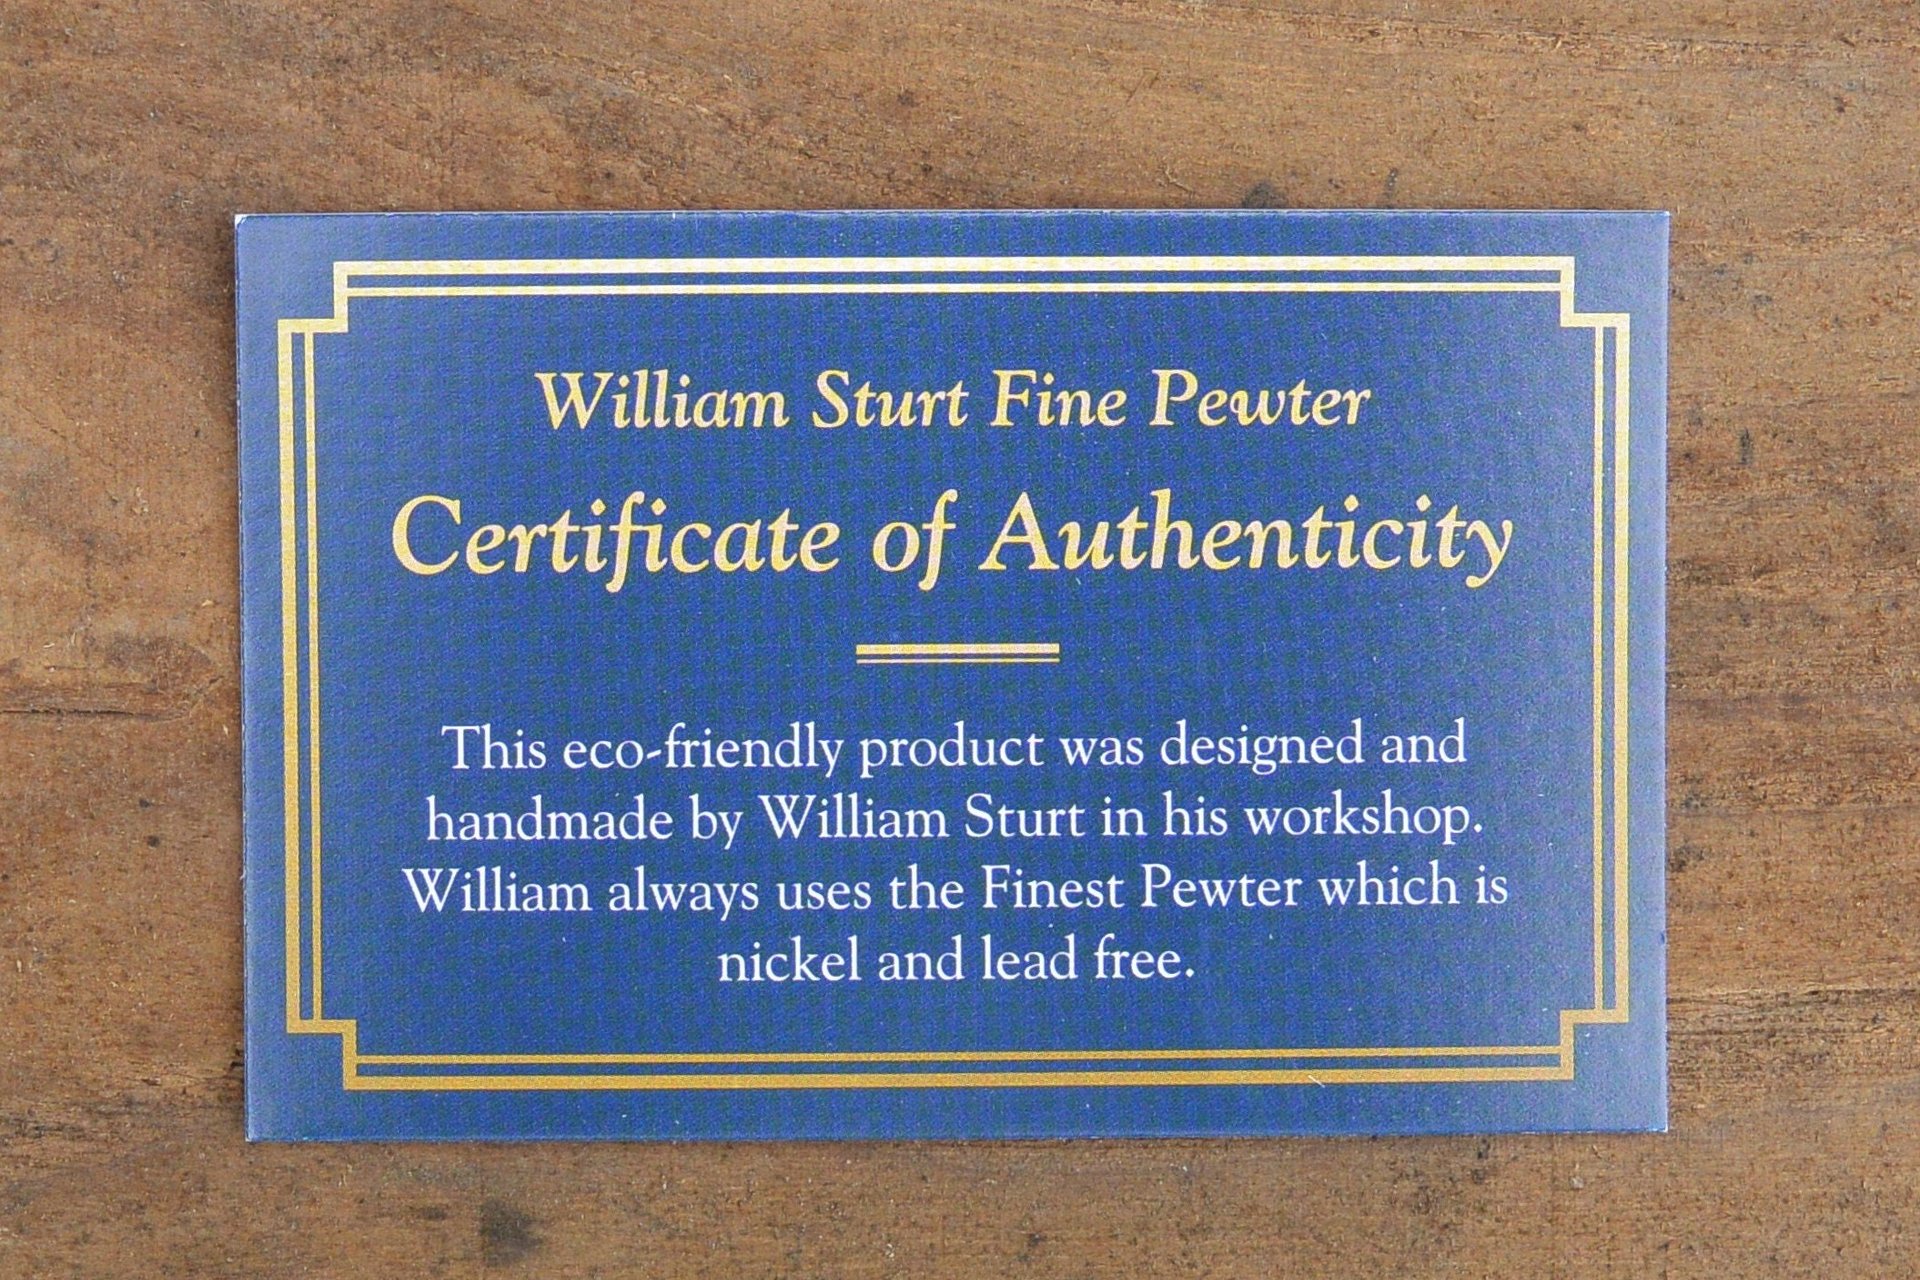 William Sturt Fine Pewter
Certificate of Authenticity
This eco-friendly product was designed and
handmade by William Sturt in his workshop.
William always uses the Finest Pewter which is
nickel and lead free.